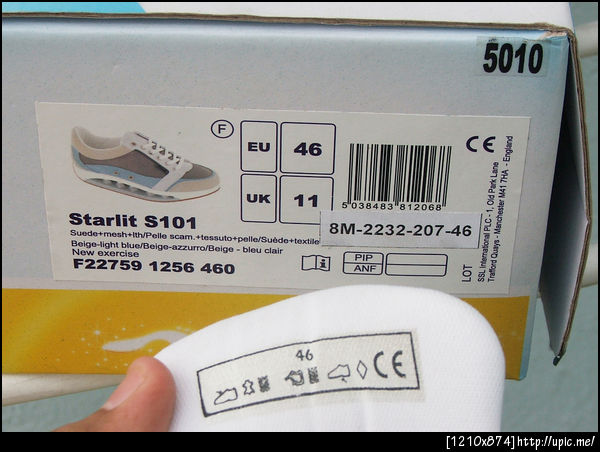 5010
F
EU 46
UK 11
CE
5 038483 812068
8M-2232-207-46
Starlit S101
Suede+mesh+lth/Pelle scam.+tessuto+pelle/Suède+textile
Beige-light blue/Beige-azzurro/Beige - bleu clair
New exercise
F22759 1256 460
PIP
ANF
LOT
SSL International PLC - 1, Old Park Lane
Trafford Quays - Manchester M41 7HA - England
46
CE
[1210x874]http://upic.me/